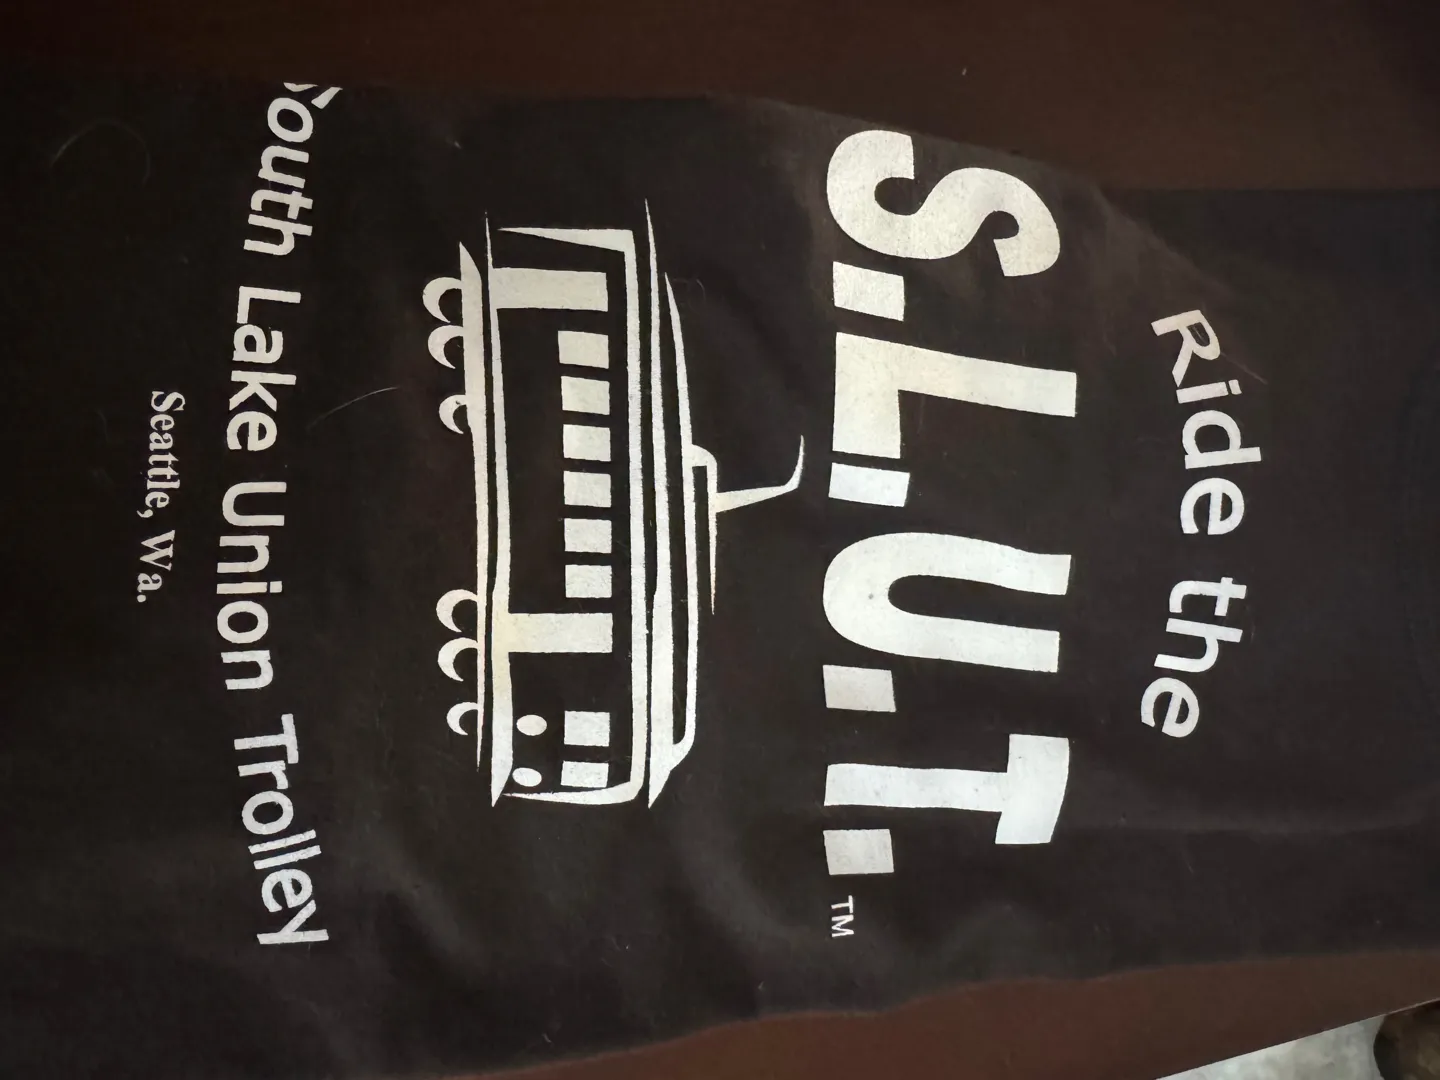 Ride the
S.L.U.T.™
South Lake Union Trolley
Seattle, Wa.